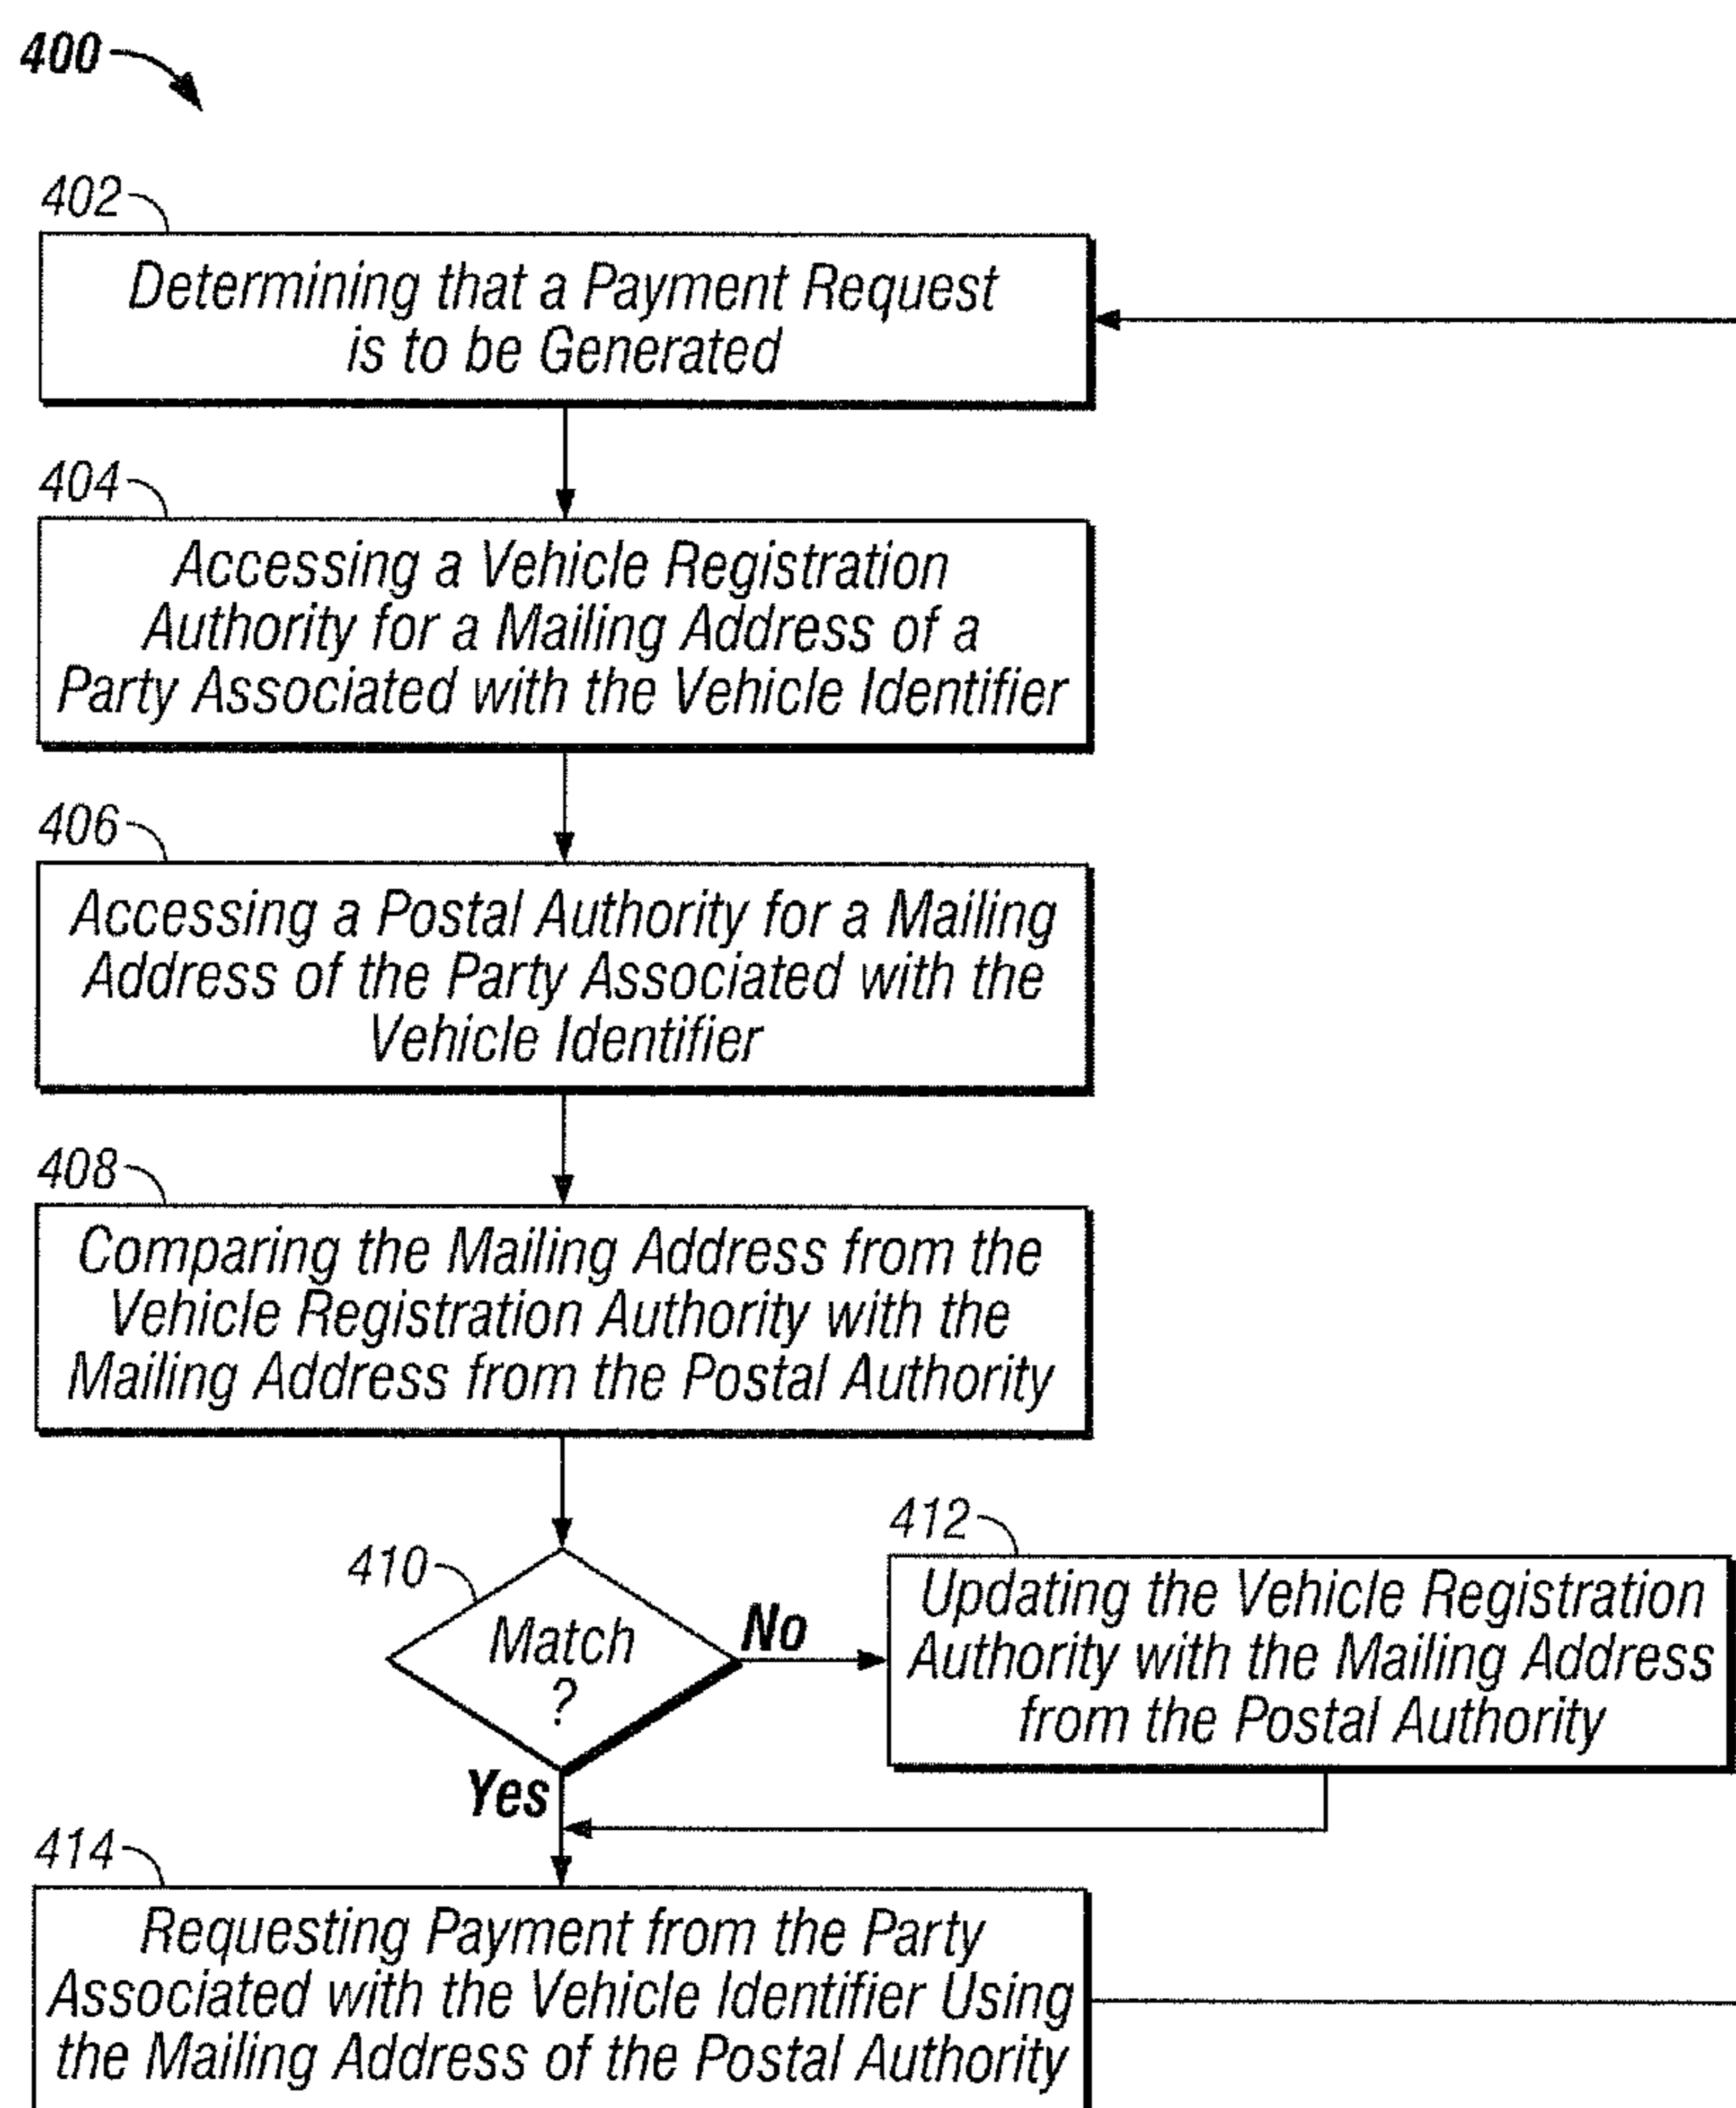 400
402
Determining that a Payment Request
is to be Generated
404
Accessing a Vehicle Registration
Authority for a Mailing Address of a
Party Associated with the Vehicle Identifier
406
Accessing a Postal Authority for a Mailing
Address of the Party Associated with the
Vehicle Identifier
408
Comparing the Mailing Address from the
Vehicle Registration Authority with the
Mailing Address from the Postal Authority
410
Match
?
No
Yes
412
Updating the Vehicle Registration
Authority with the Mailing Address
from the Postal Authority
414
Requesting Payment from the Party
Associated with the Vehicle Identifier Using
the Mailing Address of the Postal Authority